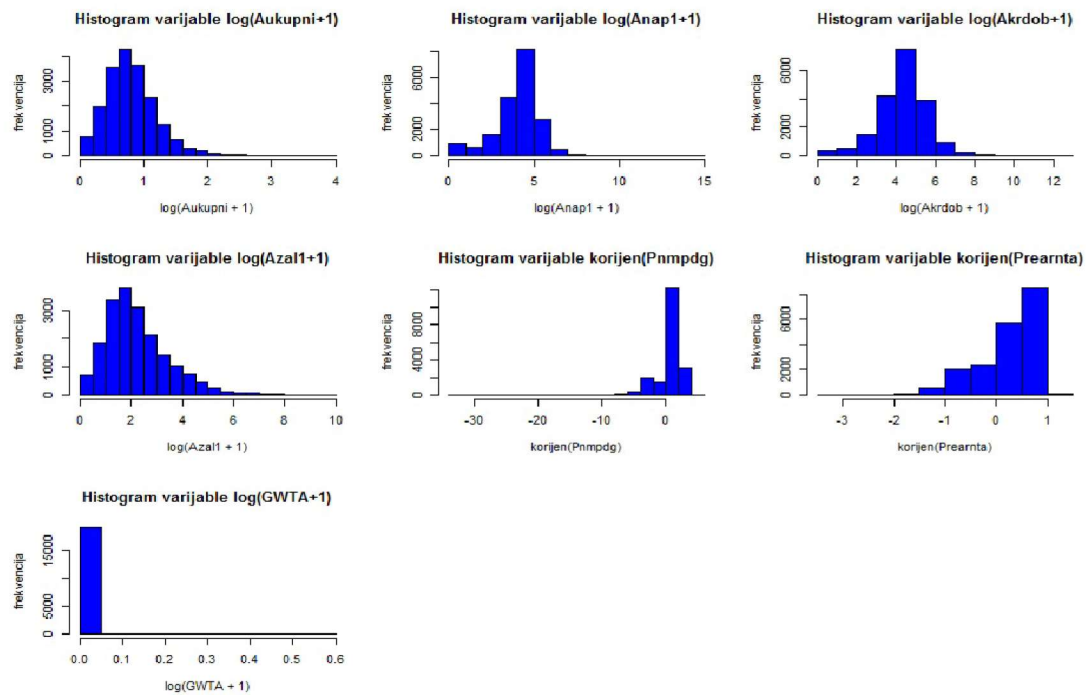 Histogram varijable log(Aukupni+1)
frekvencija
0 1000 3000
0 1 2 3 4
log(Aukupni + 1)
Histogram varijable log(Anap1+1)
frekvencija
0 2000 6000
0 5 10 15
log(Anap1 + 1)
Histogram varijable log(Akrdob+1)
frekvencija
0 2000 6000
0 2 4 6 8 10 12
log(Akrdob + 1)
Histogram varijable log(Azal1+1)
frekvencija
0 1000 3000
0 2 4 6 8 10
log(Azal1 + 1)
Histogram varijable korijen(Pnmpdg)
frekvencija
0 4000 8000
-30 -20 -10 0
korijen(Pnmpdg)
Histogram varijable korijen(Prearnta)
frekvencija
0 2000 6000
-3 -2 -1 0 1
korijen(Prearnta)
Histogram varijable log(GWTA+1)
frekvencija
0 5000 15000
0.0 0.1 0.2 0.3 0.4 0.5 0.6
log(GWTA + 1)